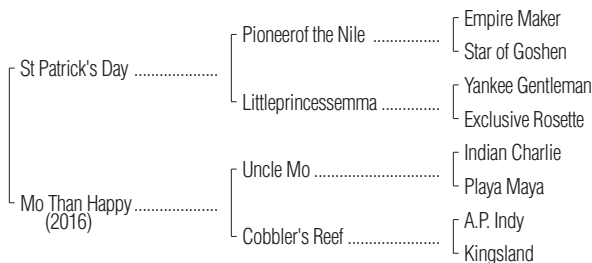 St Patrick's Day ....................
Mo Than Happy ....................
(2016)
Pioneerof the Nile ................
Littleprincessemma ..............
Uncle Mo ..............................
Cobbler's Reef ......................
Empire Maker
Star of Goshen
Yankee Gentleman
Exclusive Rosette
Indian Charlie
Playa Maya
A.P. Indy
Kingsland